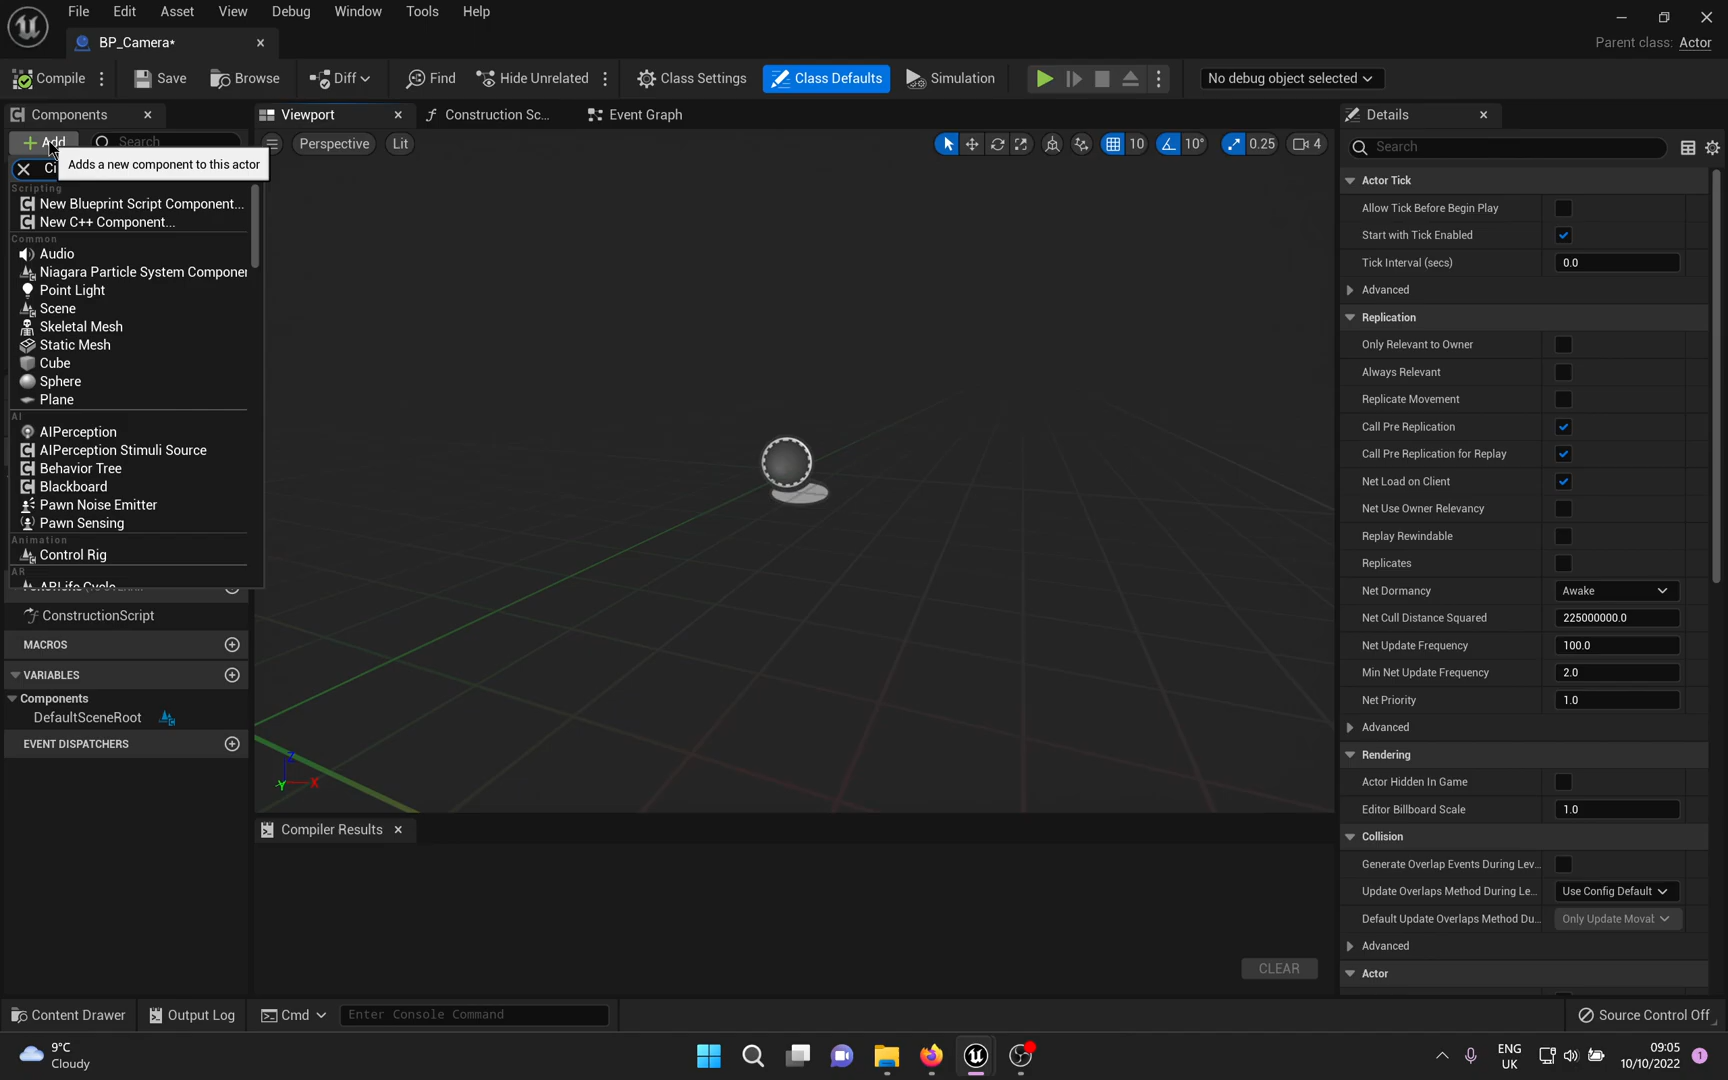 File Edit Asset View Debug Window Tools Help
BP_Camera*
Parent class: Actor
Compile Save Browse Diff Find Hide Unrelated Class Settings Class Defaults Simulation No debug object selected
Components Viewport Construction Sc... Event Graph Details
Add Search Perspective Lit 10 10° 0.25 4 Search
Adds a new component to this actor
Scripting
New Blueprint Script Component...
New C++ Component...
Common
Audio
Niagara Particle System Componer
Point Light
Scene
Skeletal Mesh
Static Mesh
Cube
Sphere
Plane
AI
AIPerception
AIPerception Stimuli Source
Behavior Tree
Blackboard
Pawn Noise Emitter
Pawn Sensing
Animation
Control Rig
AR
ARLife Cycle
ConstructionScript
MACROS
VARIABLES
Components
DefaultSceneRoot
EVENT DISPATCHERS
Z
Y X
Compiler Results
CLEAR
Actor Tick
Allow Tick Before Begin Play
Start with Tick Enabled
Tick Interval (secs) 0.0
Advanced
Replication
Only Relevant to Owner
Always Relevant
Replicate Movement
Call Pre Replication
Call Pre Replication for Replay
Net Load on Client
Net Use Owner Relevancy
Replay Rewindable
Replicates
Net Dormancy Awake
Net Cull Distance Squared 225000000.0
Net Update Frequency 100.0
Min Net Update Frequency 2.0
Net Priority 1.0
Advanced
Rendering
Actor Hidden In Game
Editor Billboard Scale 1.0
Collision
Generate Overlap Events During Lev...
Update Overlaps Method During Le... Use Config Default
Default Update Overlaps Method Du... Only Update Moval
Advanced
Actor
Content Drawer Output Log Cmd Enter Console Command Source Control Off
9°C
Cloudy
ENG
UK
09:05
10/10/2022
1